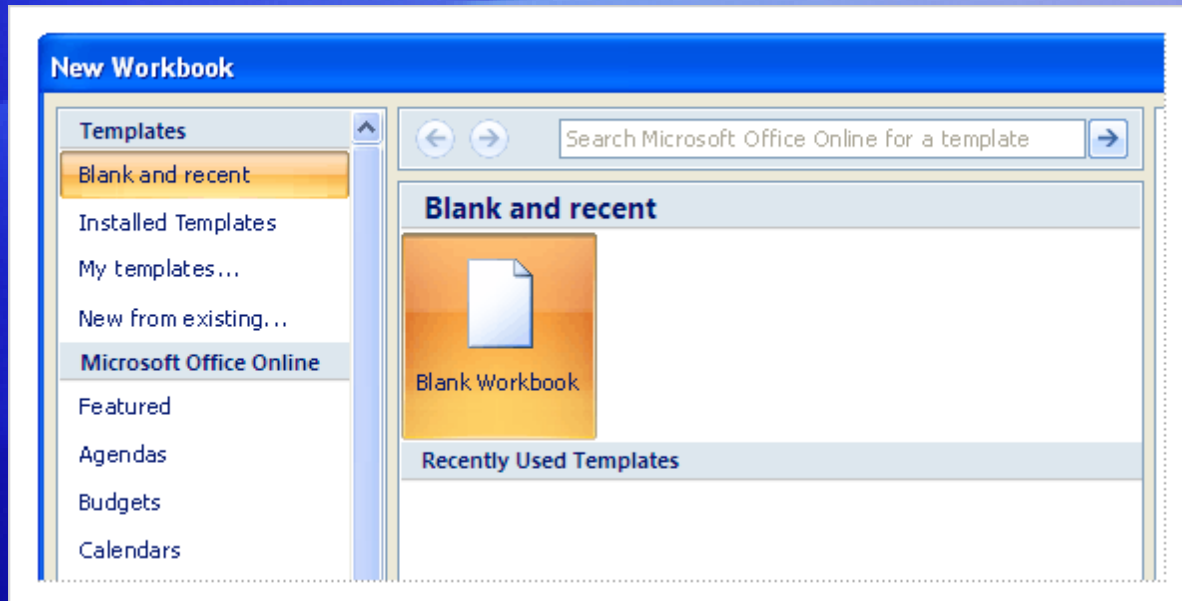 New Workbook
Templates
Blank and recent
Installed Templates
My templates...
New from existing...
Microsoft Office Online
Featured
Agendas
Budgets
Calendars
Search Microsoft Office Online for a template
Blank and recent
Blank Workbook
Recently Used Templates